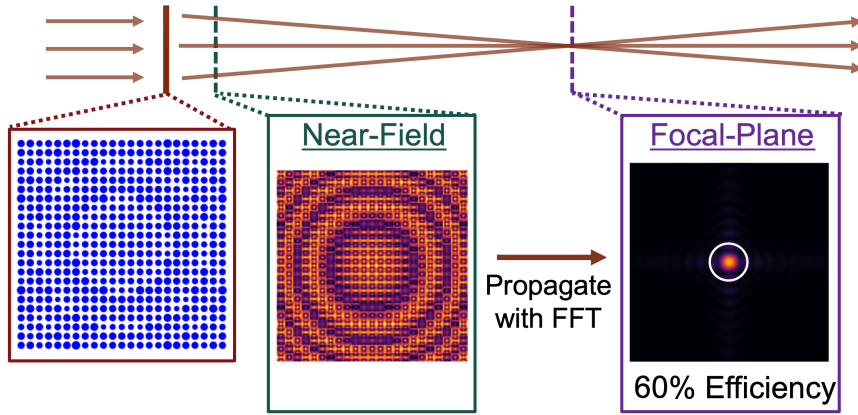 Near-Field
Focal-Plane
Propagate
with FFT
60% Efficiency